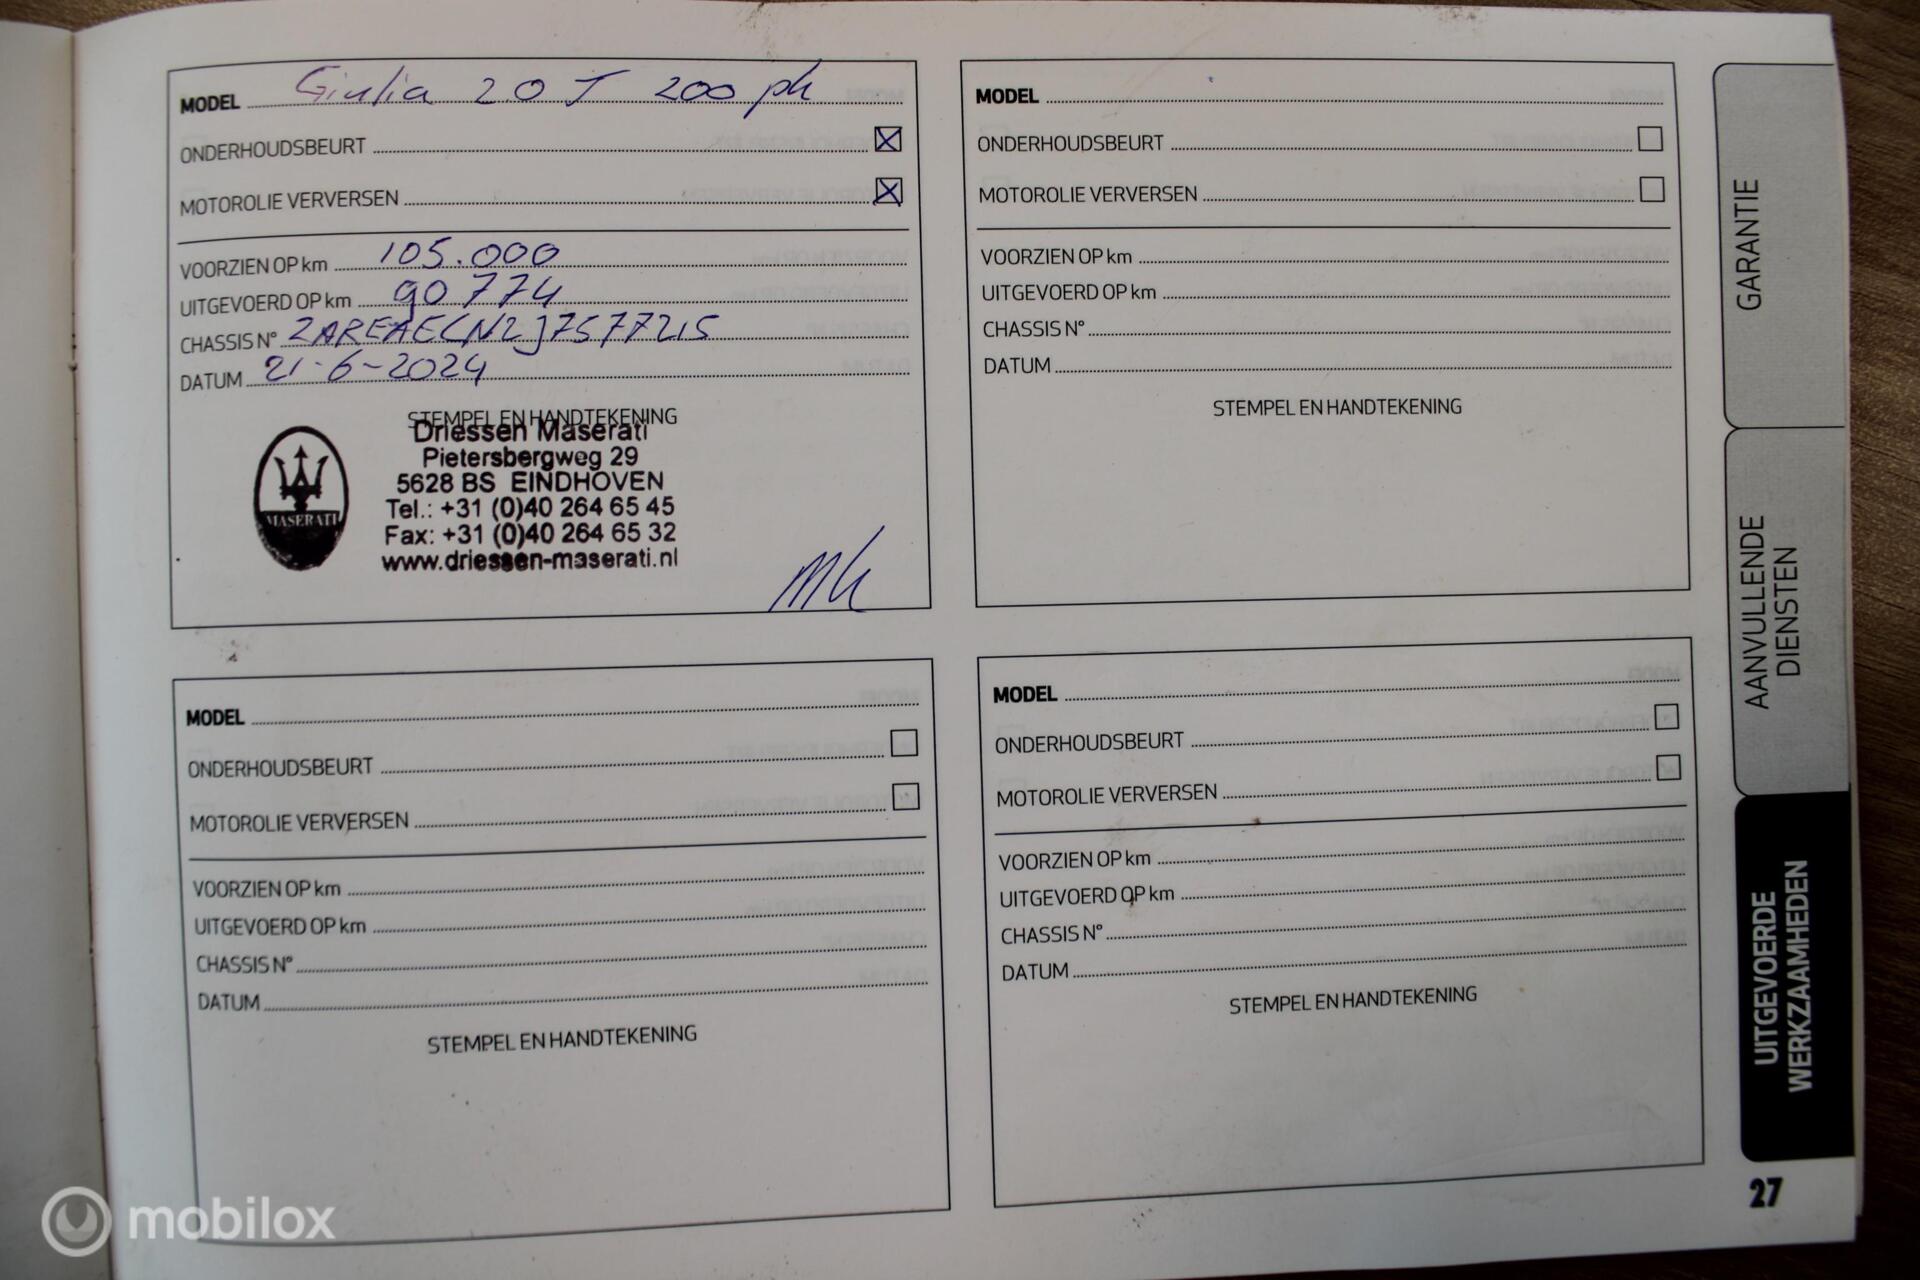 MODEL Giulia 2.0 T 200 pk
ONDERHOUDSBEURT
MOTOROLIE VERVERSEN
VOORZIEN OP km 105.000
UITGEVOERD OP km 90774
CHASSIS N° ZAREAECN2J7577215
DATUM 21-6-2024
STEMPEL EN HANDTEKENING
MASERATI
Driessen Maserati
Pietersbergweg 29
5628 BS EINDHOVEN
Tel.: +31 (0)40 264 65 45
Fax: +31 (0)40 264 65 32
www.driessen-maserati.nl
MODEL
ONDERHOUDSBEURT
MOTOROLIE VERVERSEN
VOORZIEN OP km
UITGEVOERD OP km
CHASSIS N°
DATUM
STEMPEL EN HANDTEKENING
MODEL
ONDERHOUDSBEURT
MOTOROLIE VERVERSEN
VOORZIEN OP km
UITGEVOERD OP km
CHASSIS N°
DATUM
STEMPEL EN HANDTEKENING
MODEL
ONDERHOUDSBEURT
MOTOROLIE VERVERSEN
VOORZIEN OP km
UITGEVOERD OP km
CHASSIS N°
DATUM
STEMPEL EN HANDTEKENING
GARANTIE
AANVULLENDE
DIENSTEN
UITGEVOERDE
WERKZAAMHEDEN
27
mobilox